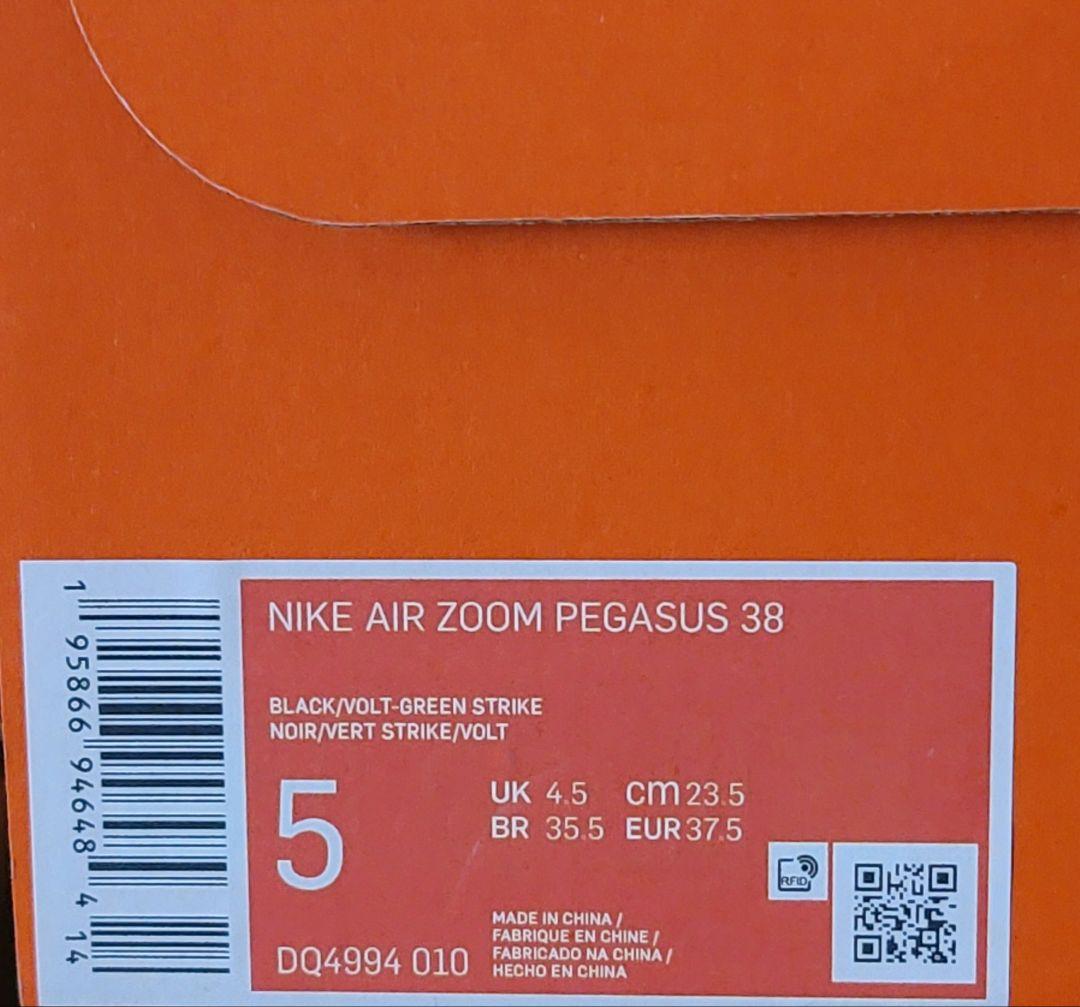 1 95866 94648 4 14
NIKE AIR ZOOM PEGASUS 38
BLACK/VOLT-GREEN STRIKE
NOIR/VERT STRIKE/VOLT
5
UK 4.5 cm 23.5
BR 35.5 EUR 37.5
RFID
MADE IN CHINA /
FABRIQUE EN CHINE /
FABRICADO NA CHINA /
HECHO EN CHINA
DQ4994 010